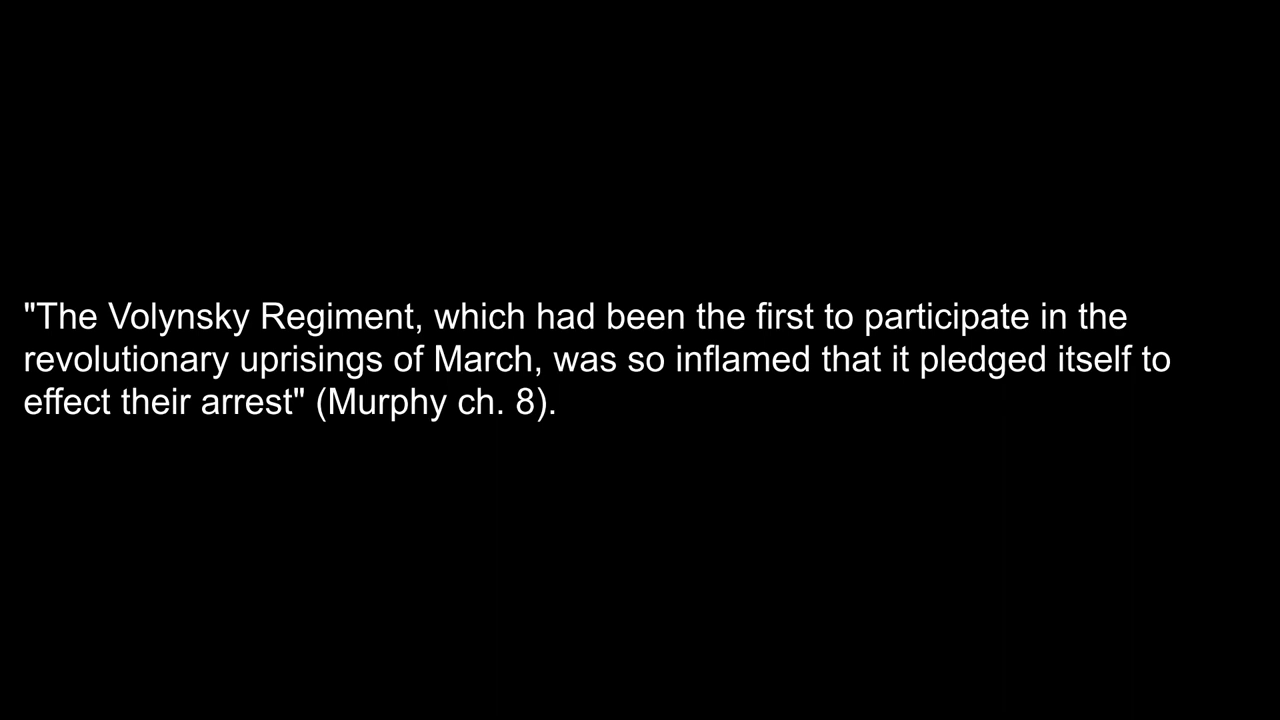 "The Volynsky Regiment, which had been the first to participate in the
revolutionary uprisings of March, was so inflamed that it pledged itself to
effect their arrest" (Murphy ch. 8).